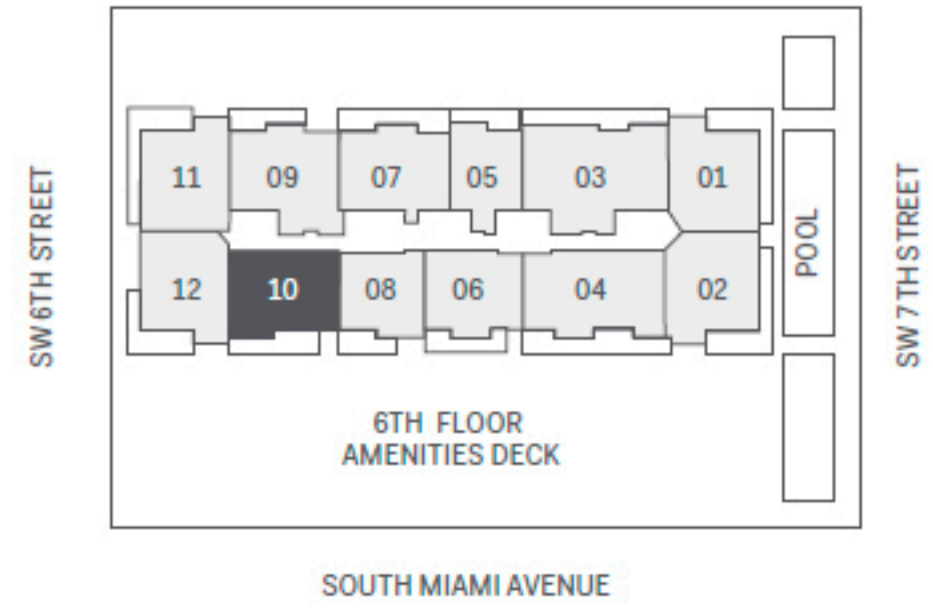 11
09
07
05
03
01
12
10
08
06
04
02
SW 6TH STREET
POOL
SW 7TH STREET
6TH FLOOR
AMENITIES DECK
SOUTH MIAMI AVENUE